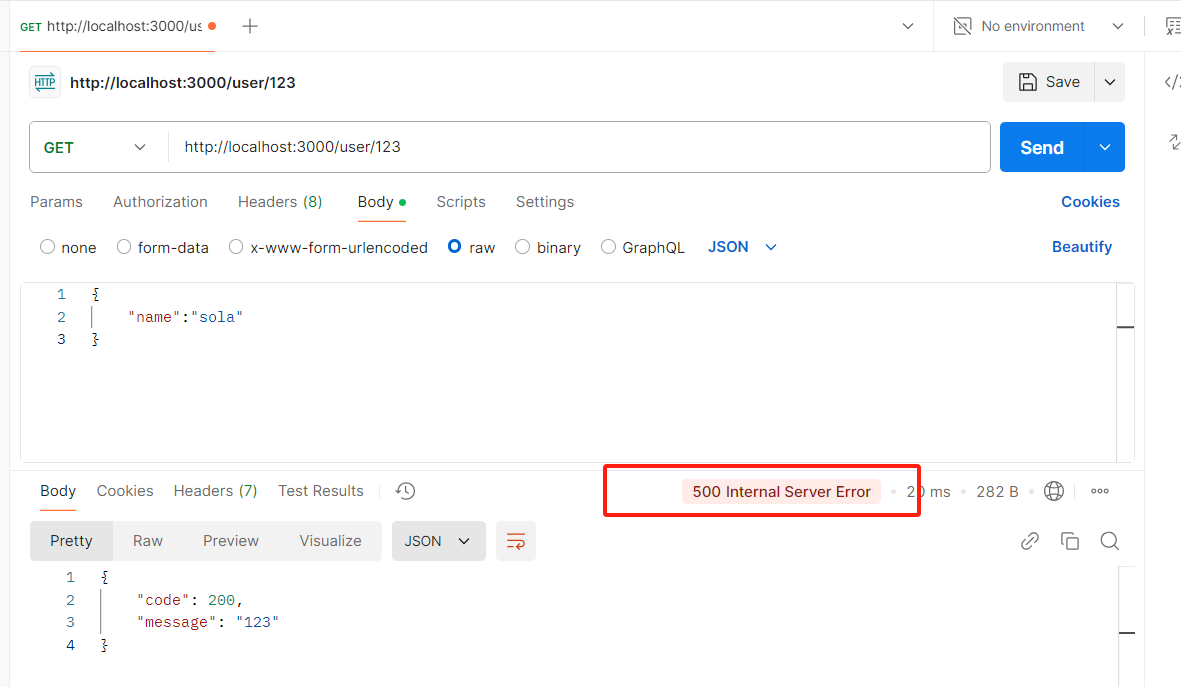 GET http://localhost:3000/us
No environment
HTTP http://localhost:3000/user/123
Save
GET http://localhost:3000/user/123
Send
Params Authorization Headers (8) Body Scripts Settings Cookies
none form-data x-www-form-urlencoded raw binary GraphQL JSON Beautify
1 {
2 "name":"sola"
3 }
Body Cookies Headers (7) Test Results 500 Internal Server Error 20 ms 282 B
Pretty Raw Preview Visualize JSON
1 {
2 "code": 200,
3 "message": "123"
4 }